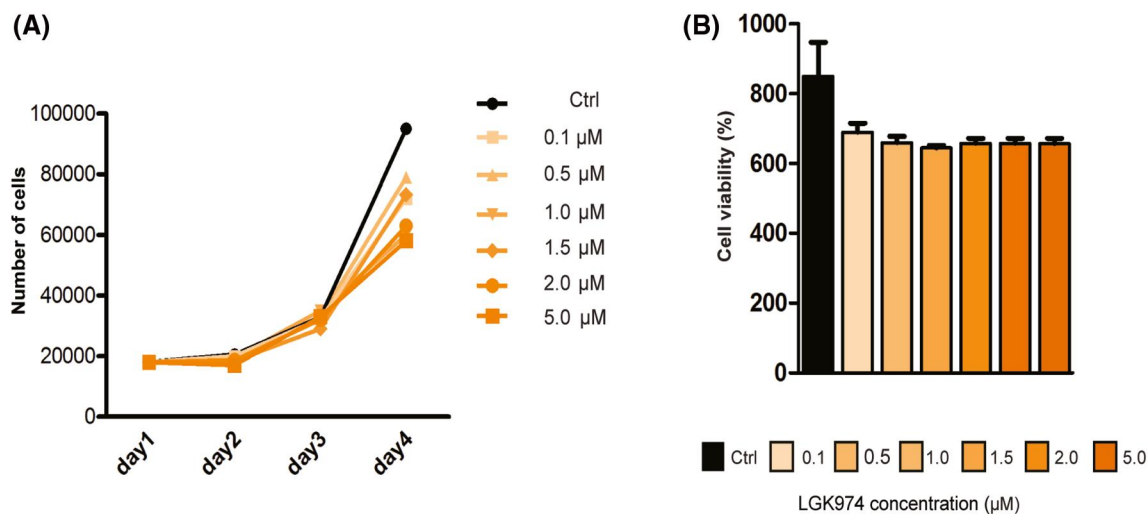 (A)
Number of cells
100000
80000
60000
40000
20000
0
day1
day2
day3
day4
Ctrl
0.1 μM
0.5 μM
1.0 μM
1.5 μM
2.0 μM
5.0 μM
(B)
Cell viability (%)
1000
800
600
400
200
0
Ctrl 0.1 0.5 1.0 1.5 2.0 5.0
LGK974 concentration (μM)